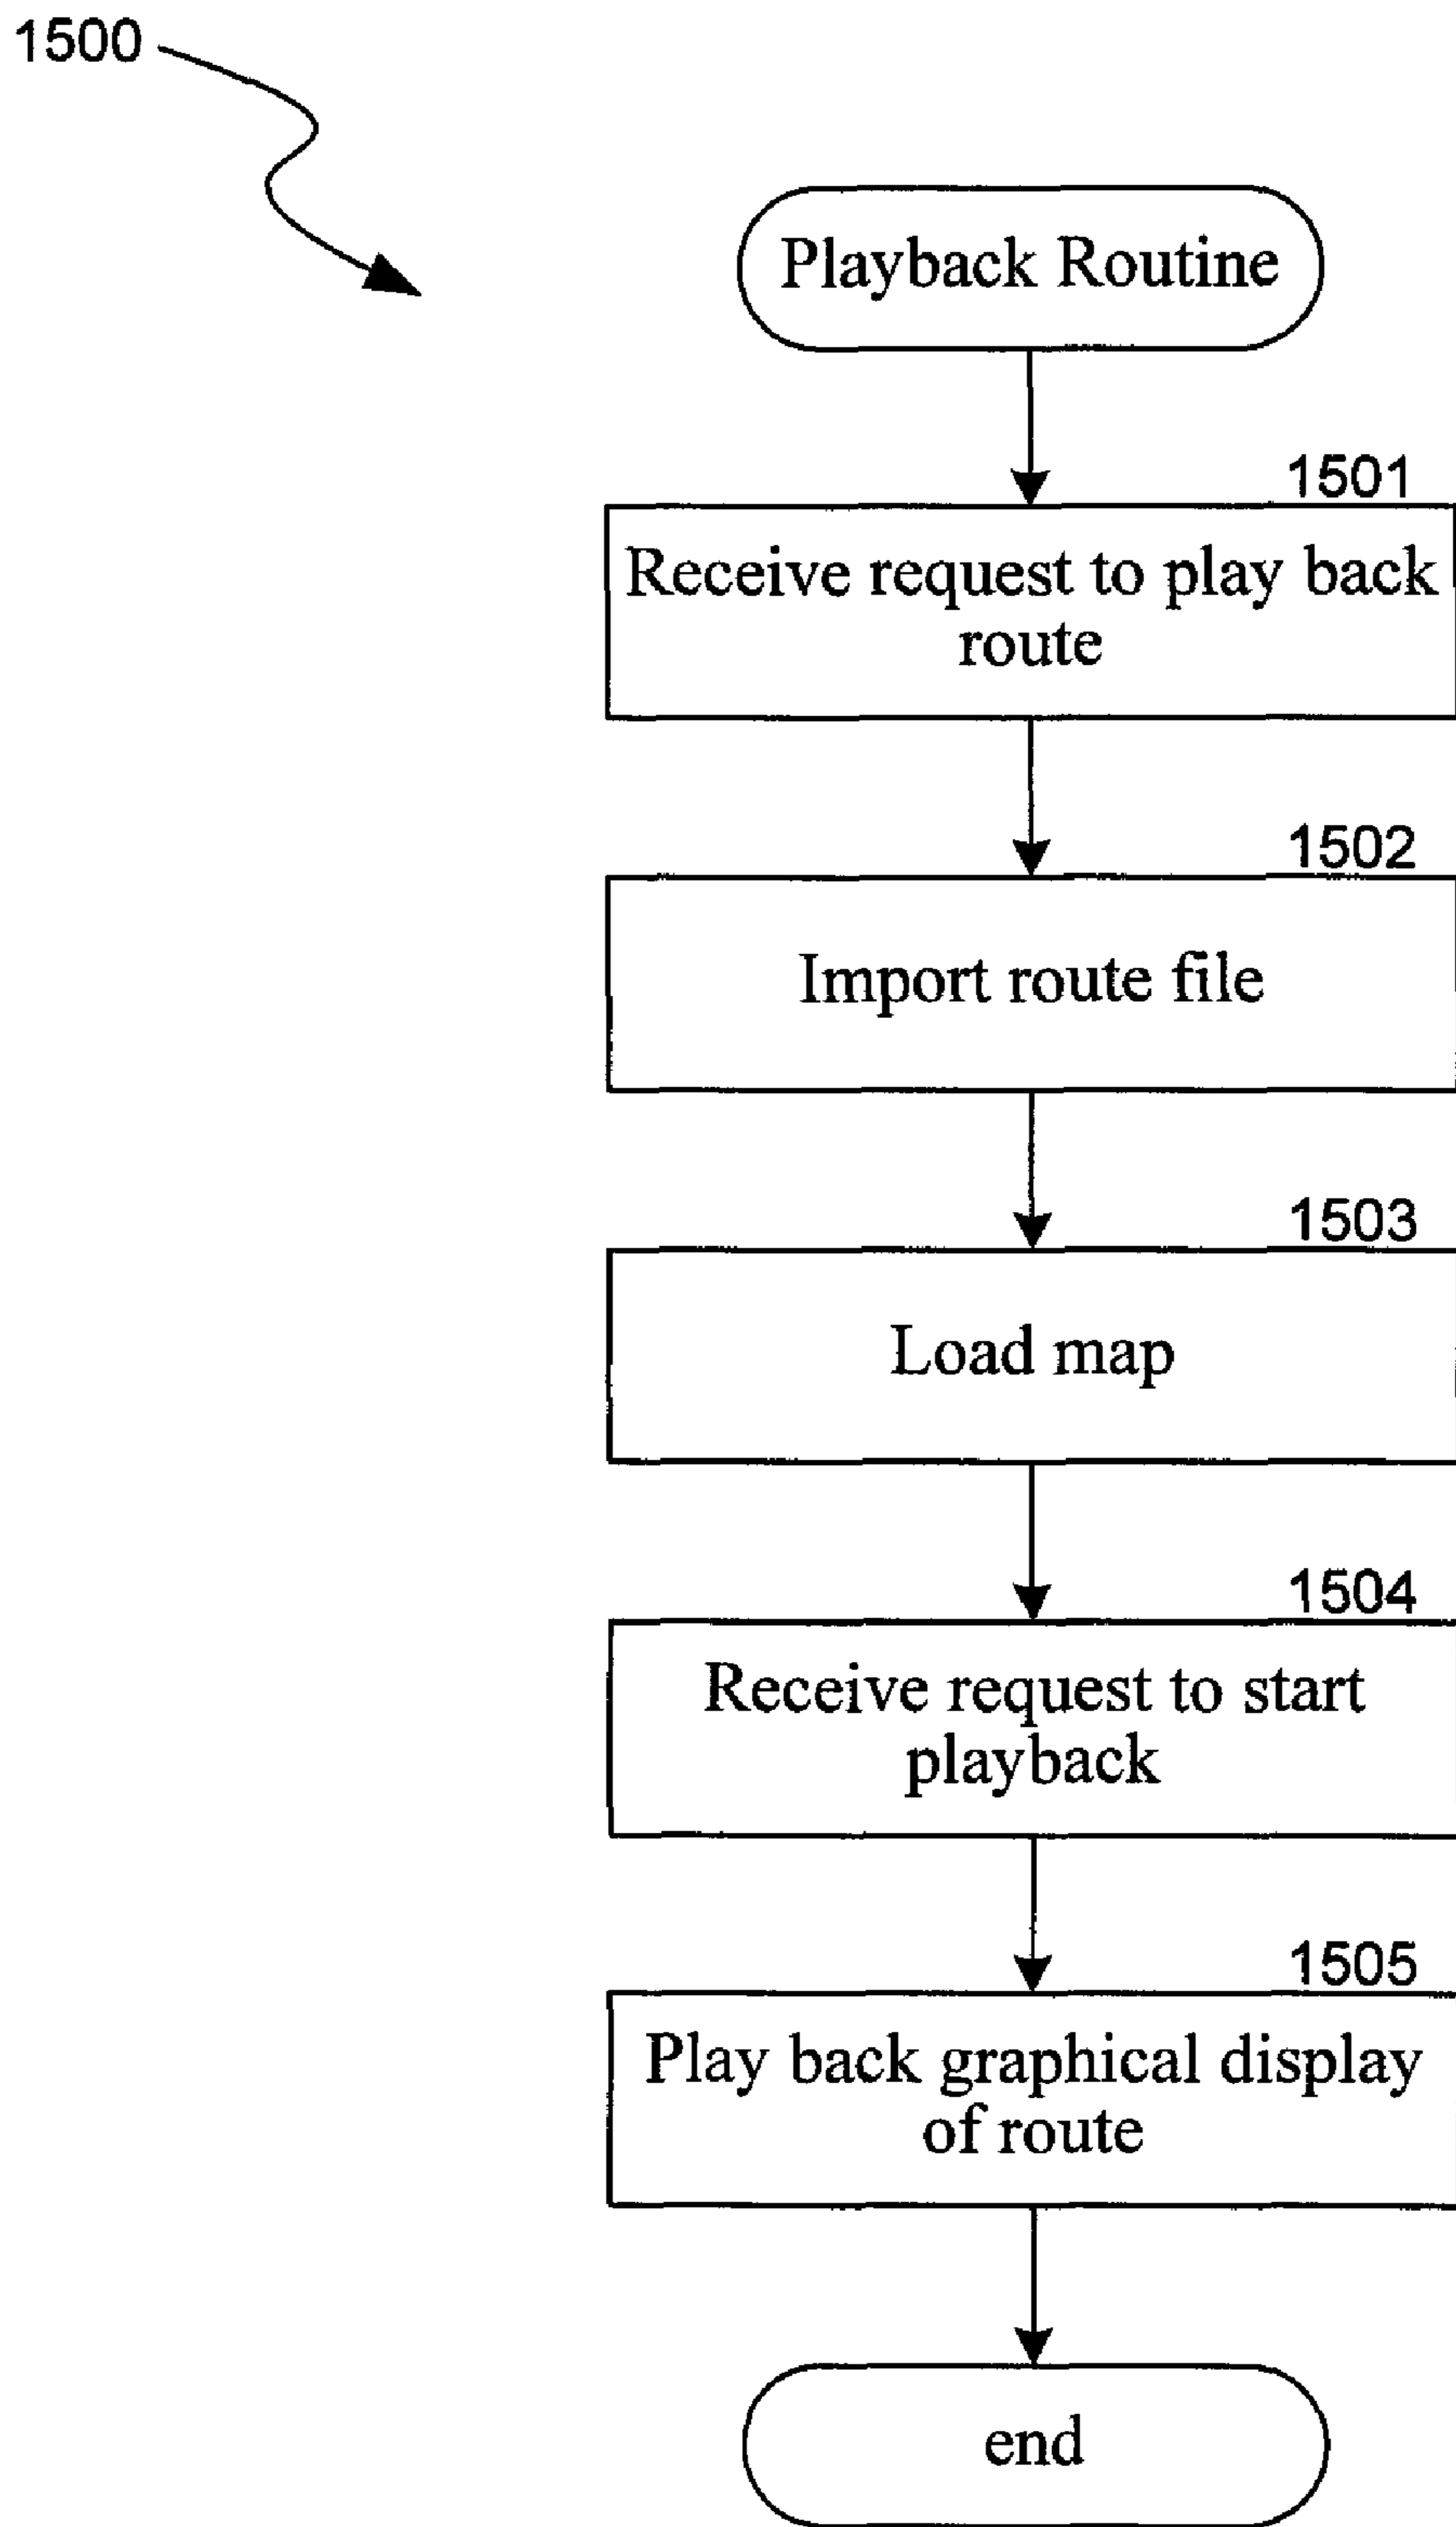 1500
Playback Routine
1501
Receive request to play back
route
1502
Import route file
1503
Load map
1504
Receive request to start
playback
1505
Play back graphical display
of route
end